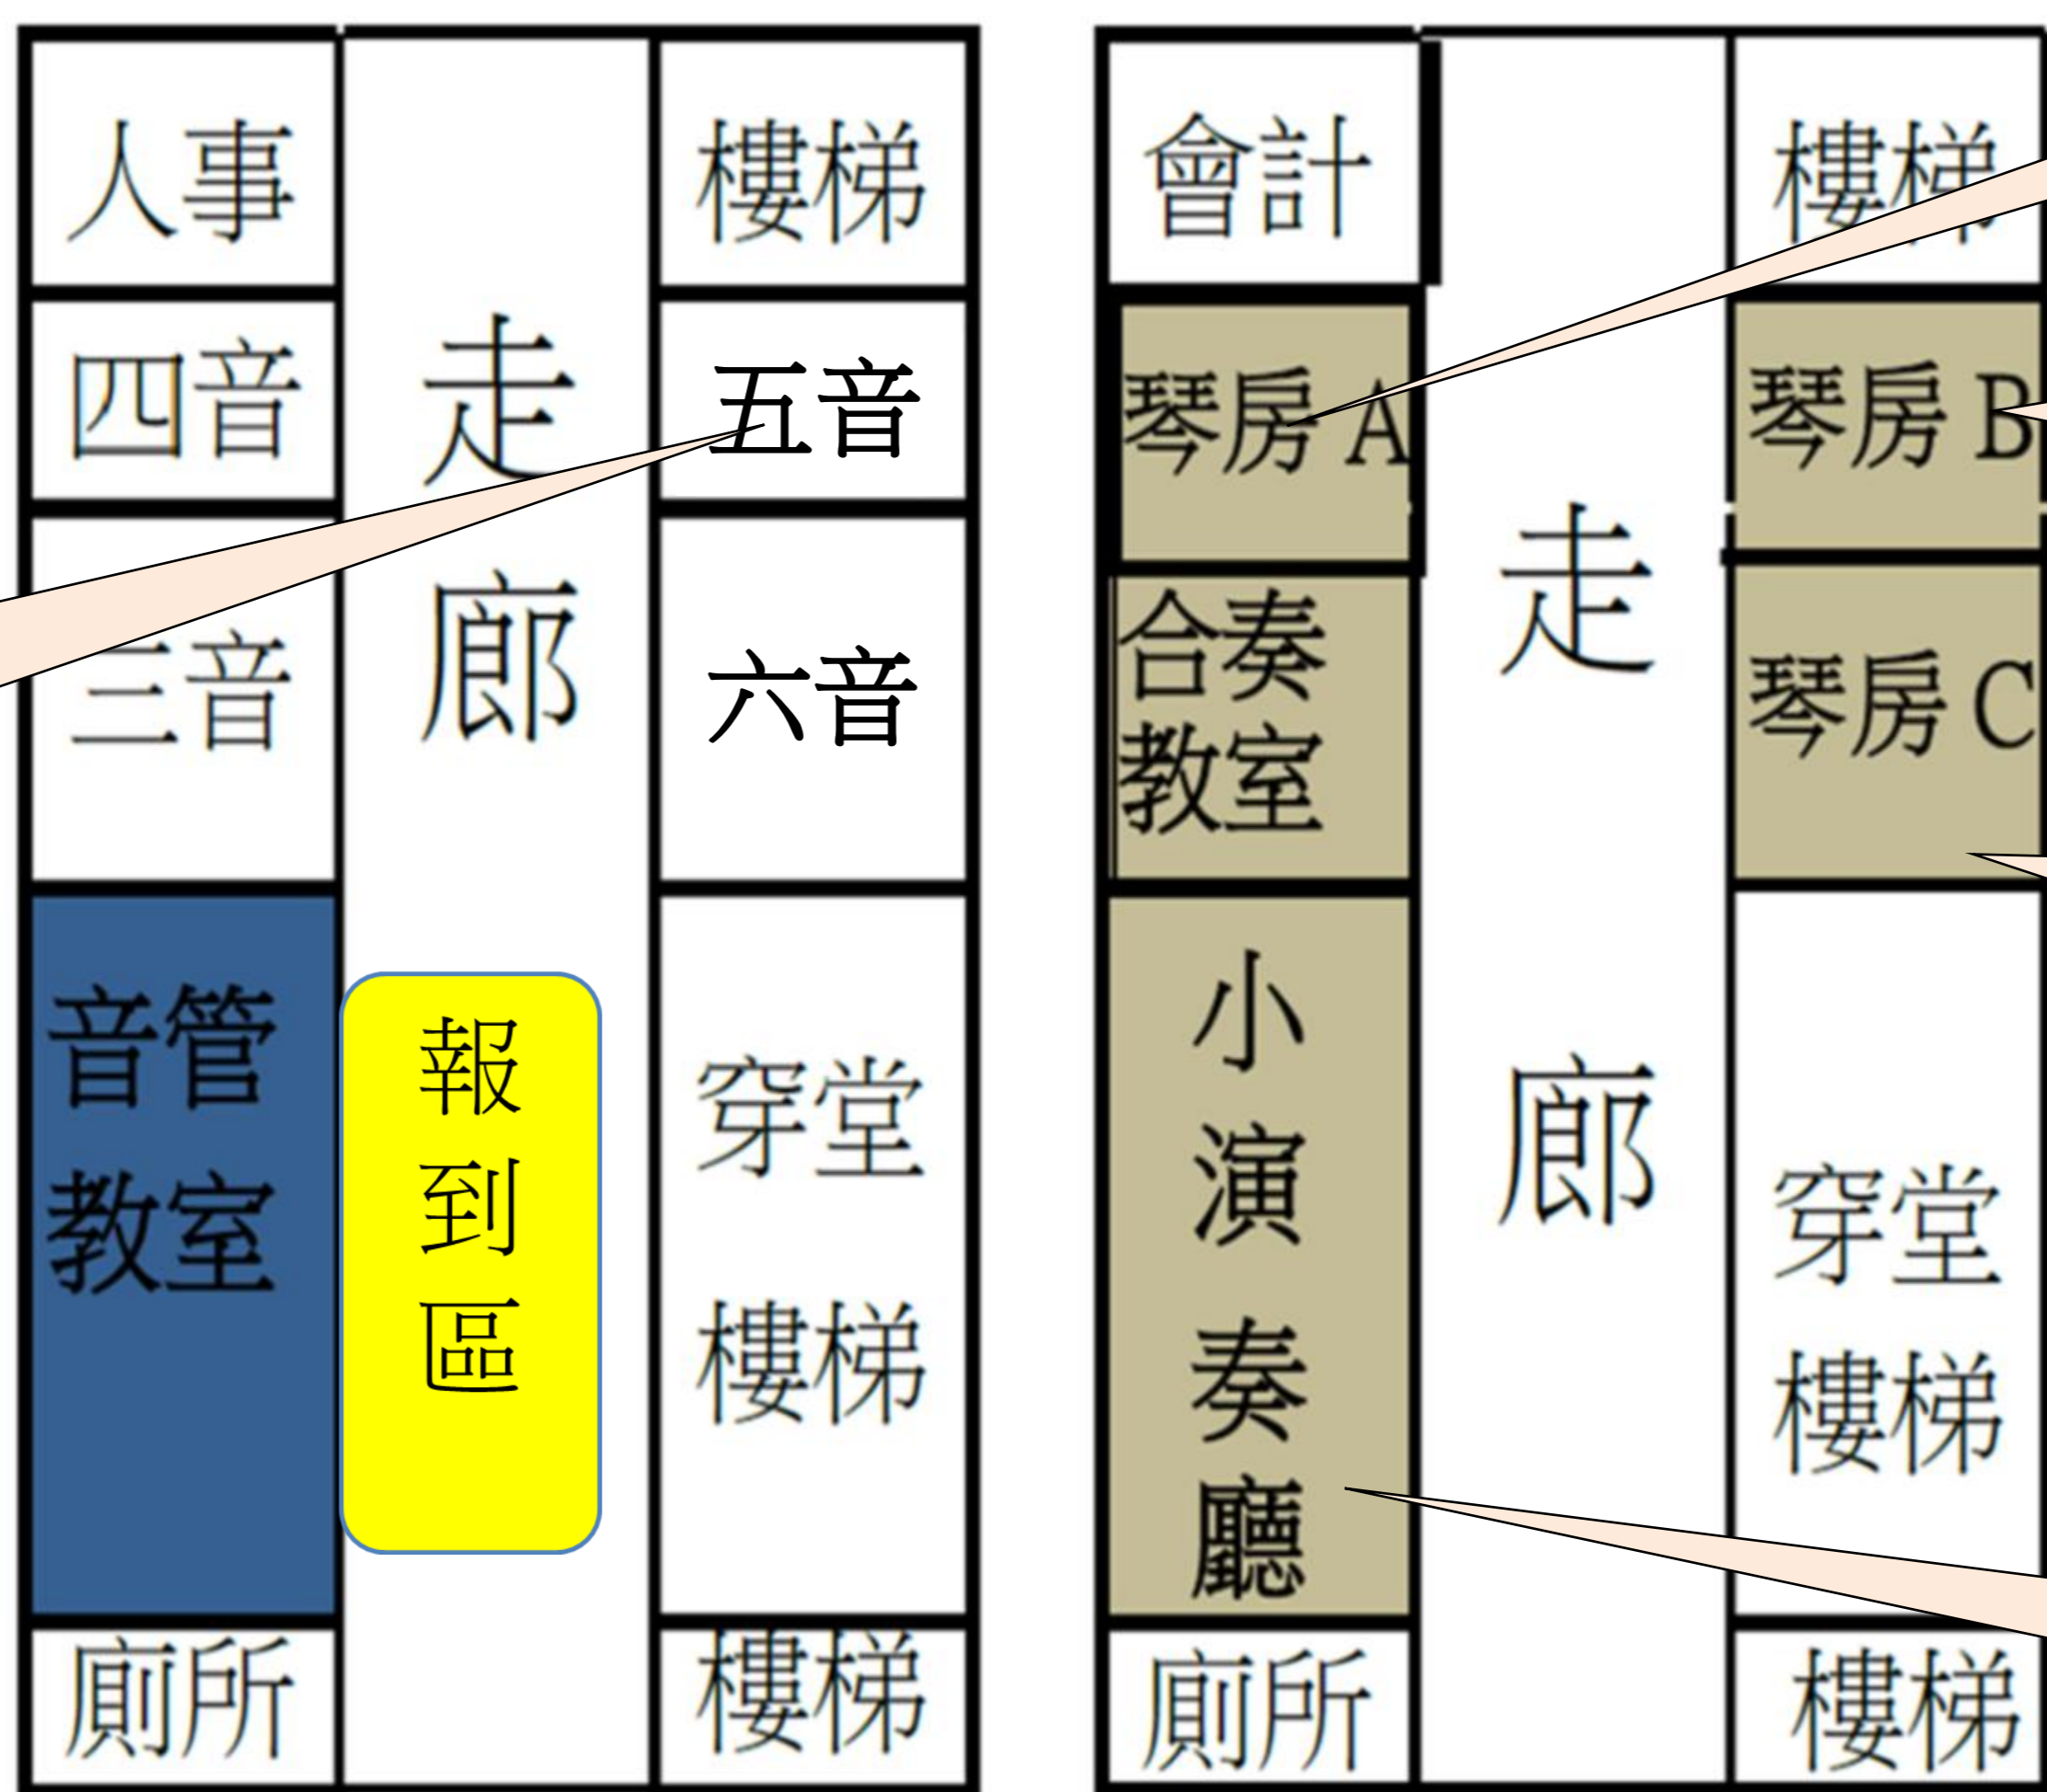 人事
四音
三音
音管
教室
廁所
走
廊
報
到
區
樓梯
五音
六音
穿堂
樓梯
樓梯
會計
琴房 A
合奏
教室
小
演
奏
廳
廁所
走
廊
樓梯
琴房 B
琴房 C
穿堂
樓梯
樓梯